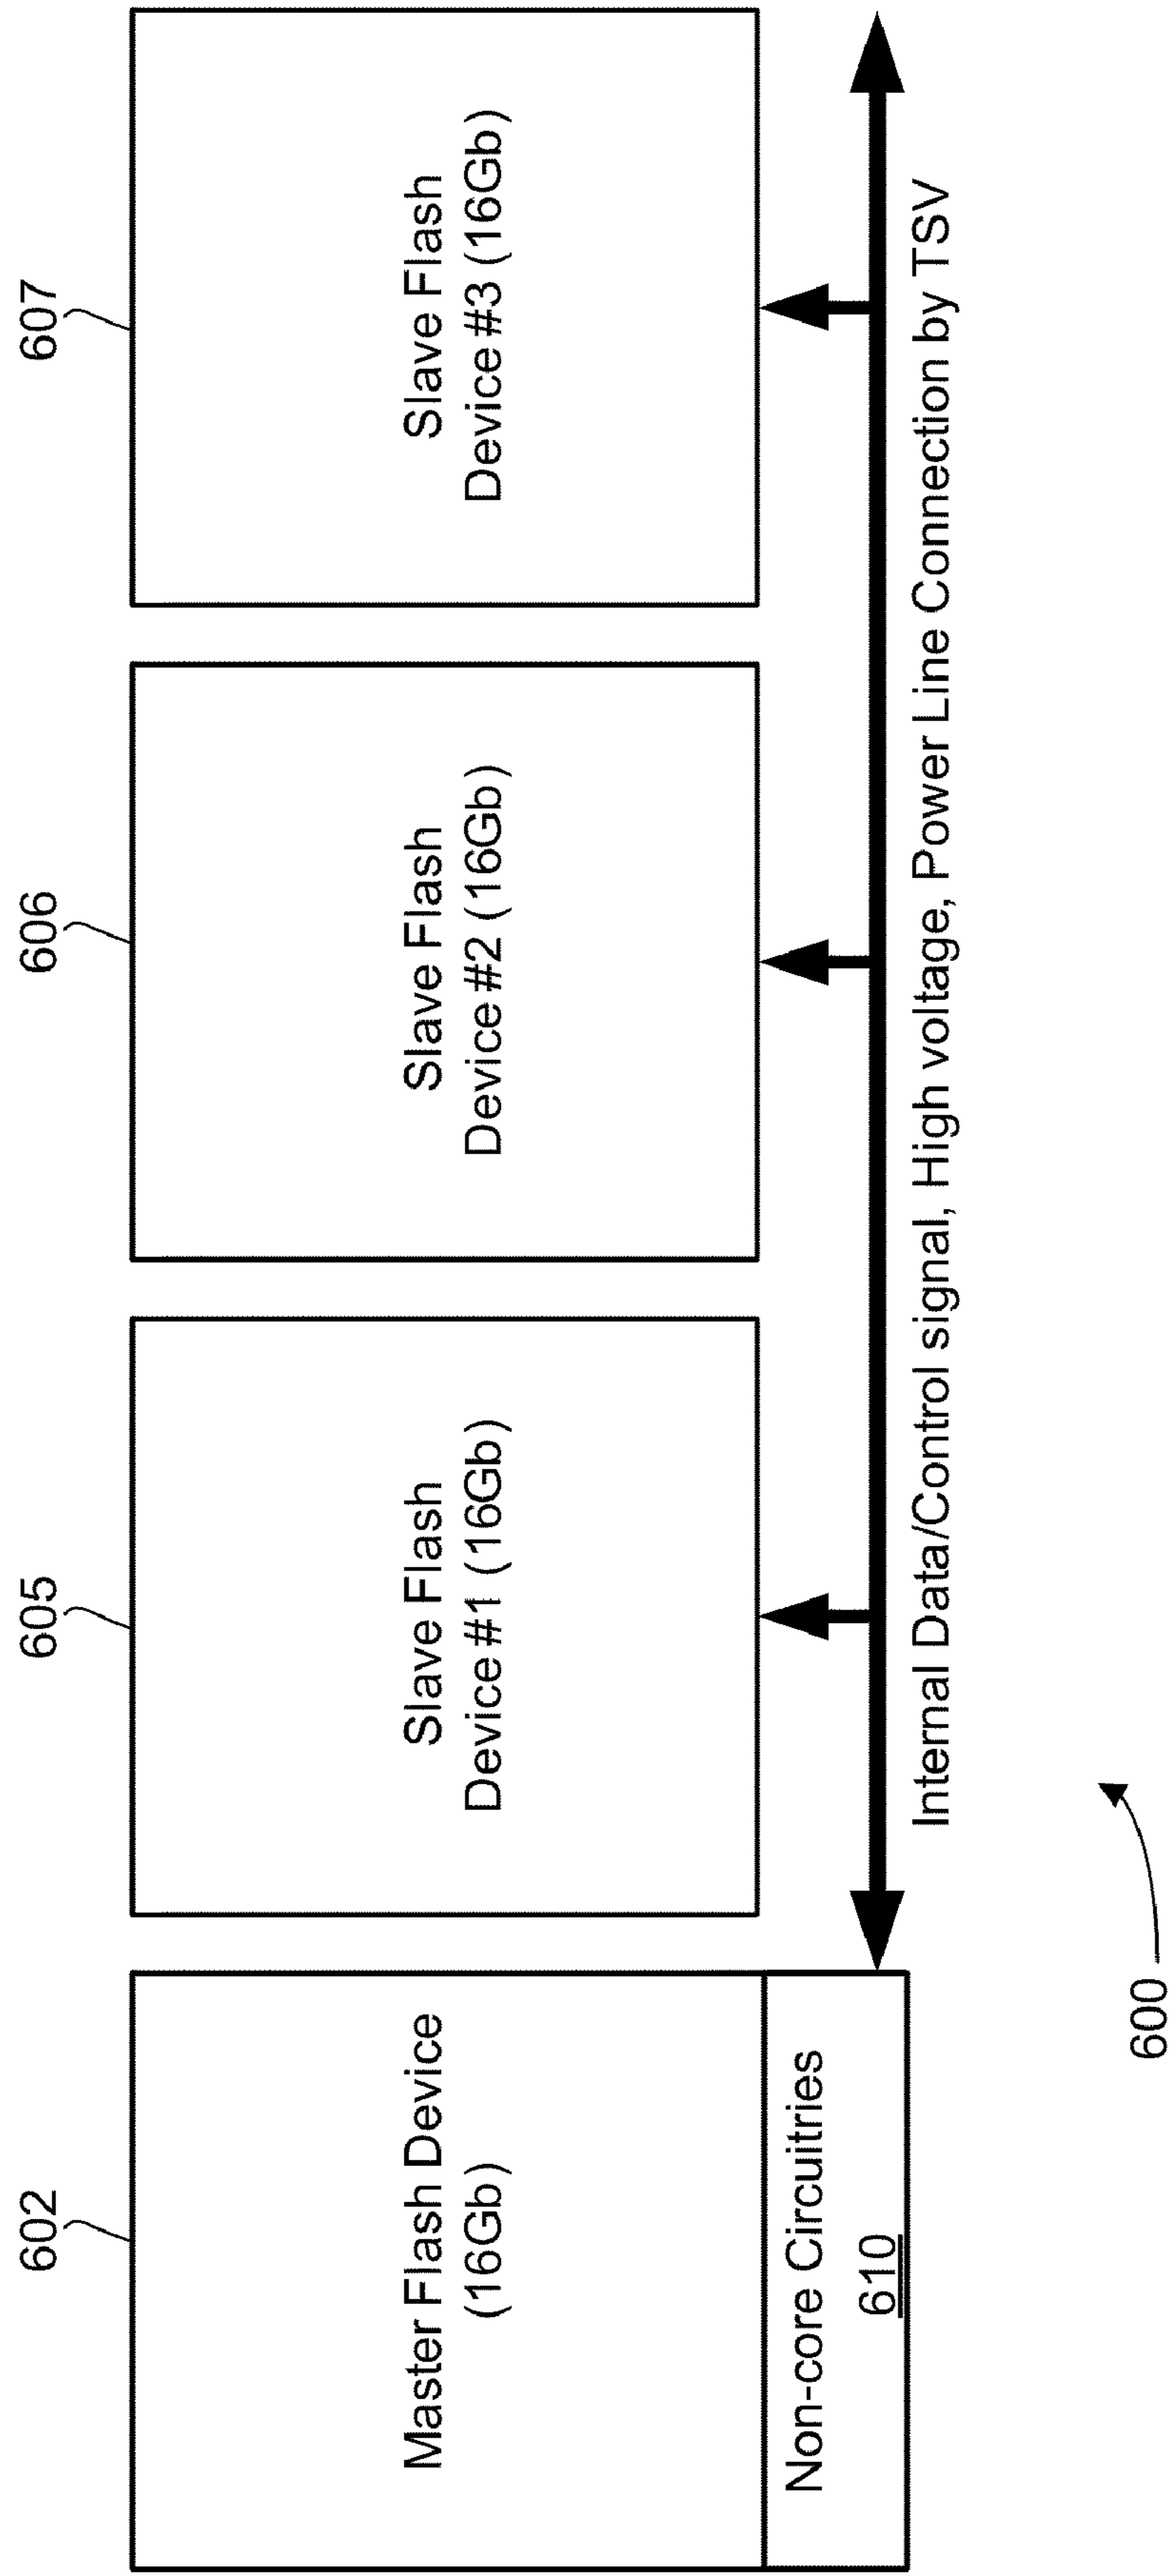 602
605
606
607
Master Flash Device
(16Gb)
Non-core Circuitries
610
Slave Flash
Device #1 (16Gb)
Slave Flash
Device #2 (16Gb)
Slave Flash
Device #3 (16Gb)
Internal Data/Control signal, High voltage, Power Line Connection by TSV
600